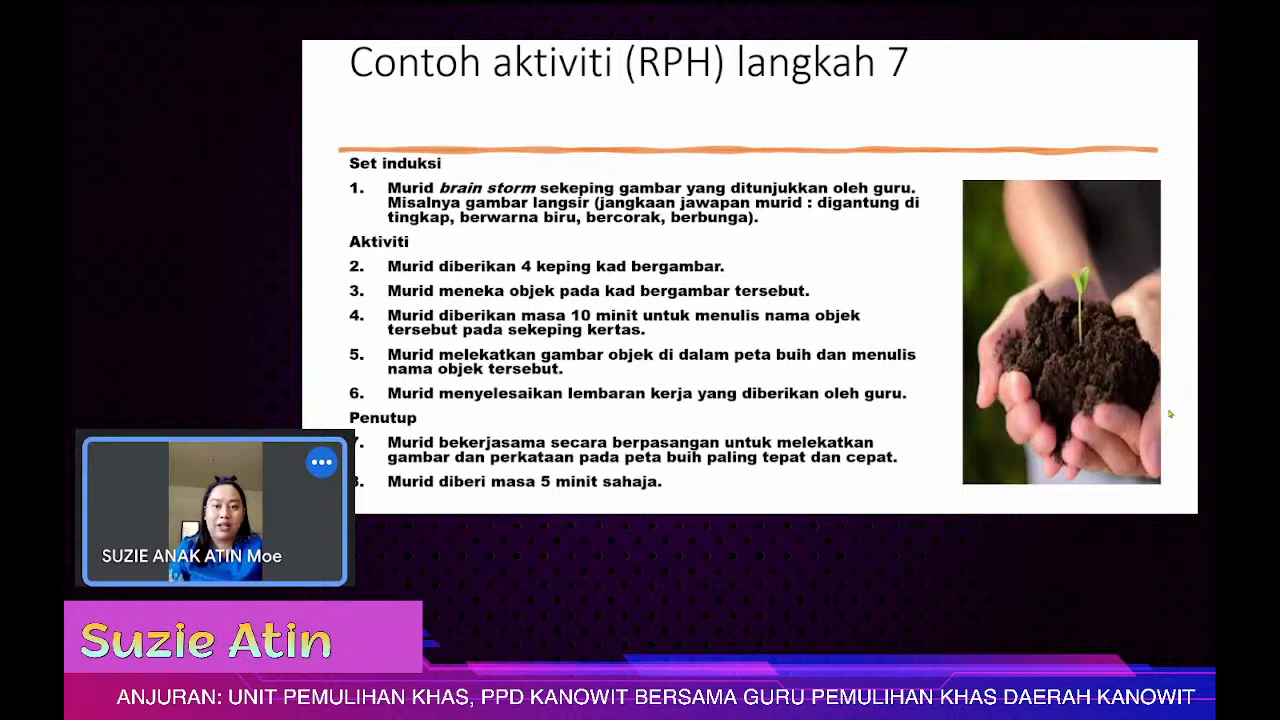 Contoh aktiviti (RPH) langkah 7
Set induksi
1. Murid brain storm sekeping gambar yang ditunjukkan oleh guru.
Misalnya gambar langsir (jangkaan jawapan murid : digantung di
tingkap, berwarna biru, bercorak, berbunga).
Aktiviti
2. Murid diberikan 4 keping kad bergambar.
3. Murid meneka objek pada kad bergambar tersebut.
4. Murid diberikan masa 10 minit untuk menulis nama objek
tersebut pada sekeping kertas.
5. Murid melekatkan gambar objek di dalam peta buih dan menulis
nama objek tersebut.
6. Murid menyelesaikan lembaran kerja yang diberikan oleh guru.
Penutup
7. Murid bekerjasama secara berpasangan untuk melekatkan
gambar dan perkataan pada peta buih paling tepat dan cepat.
8. Murid diberi masa 5 minit sahaja.
SUZIE ANAK ATIN Moe
Suzie Atin
ANJURAN: UNIT PEMULIHAN KHAS, PPD KANOWIT BERSAMA GURU PEMULIHAN KHAS DAERAH KANOWIT